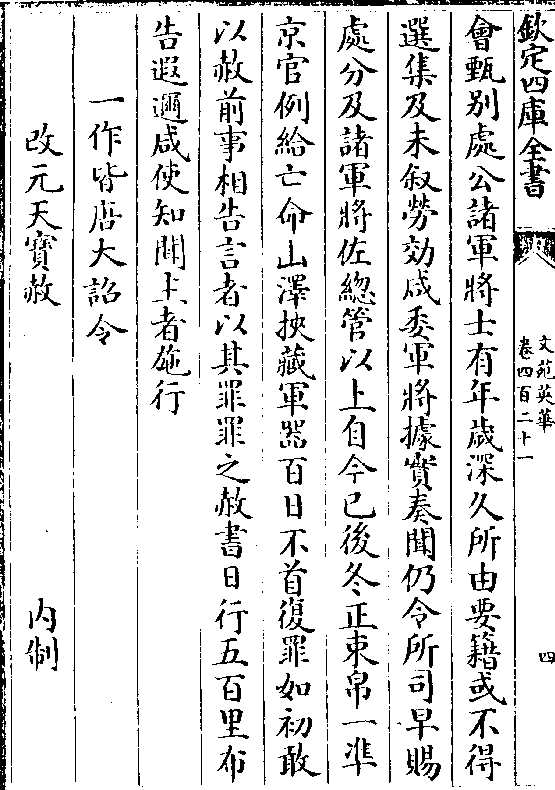 欽定四庫全書
文苑英華
卷四百二十一
四
會甄别處公諸軍將士有年歲深久所由要籍或不得
選集及未叙勞効咸委軍將據實奏聞仍令所司早賜
處分及諸軍將佐總管以上自今已後冬正束帛一準
京官例給亡命山澤挾藏軍器百日不首復罪如初敢
以赦前事相告言者以其罪罪之赦書日行五百里布
告遐邇咸使知聞主者施行
一作皆唐大詔令
改元天寳赦
内制